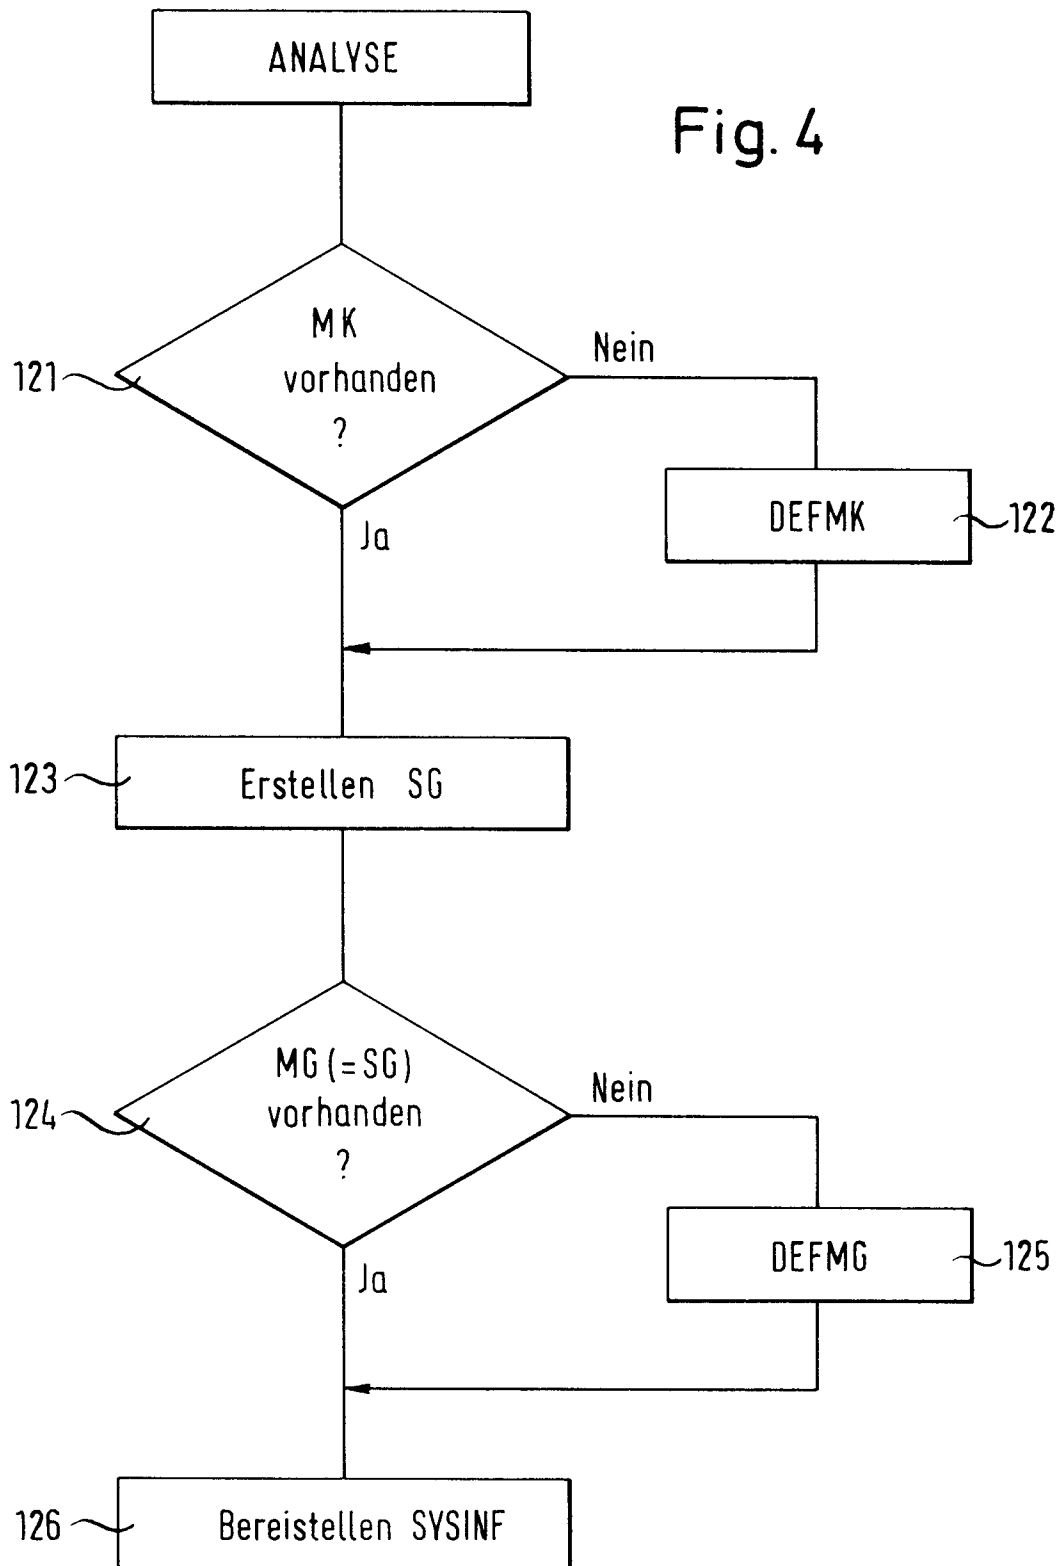 ANALYSE
Fig. 4
MK
vorhanden
?
121
Nein
Ja
DEFMK
122
123
Erstellen SG
MG (=SG)
vorhanden
?
124
Nein
Ja
DEFMG
125
126
Bereistellen SYSINF